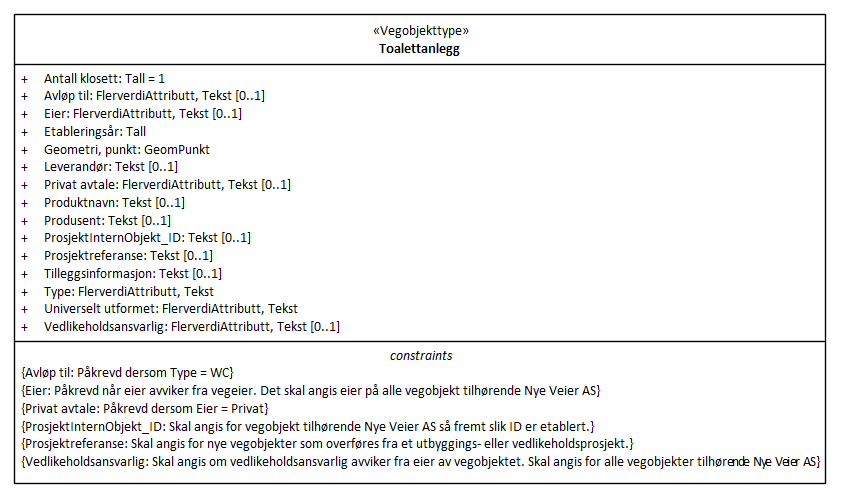 «Vegobjekttype»
Toalettanlegg
+ Antall klosett: Tall = 1
+ Avløp til: FlerverdiAttributt, Tekst [0..1]
+ Eier: FlerverdiAttributt, Tekst [0..1]
+ Etableringsår: Tall
+ Geometri, punkt: GeomPunkt
+ Leverandør: Tekst [0..1]
+ Privat avtale: FlerverdiAttributt, Tekst [0..1]
+ Produktnavn: Tekst [0..1]
+ Produsent: Tekst [0..1]
+ ProsjektInternObjekt_ID: Tekst [0..1]
+ Prosjektreferanse: Tekst [0..1]
+ Tilleggsinformasjon: Tekst [0..1]
+ Type: FlerverdiAttributt, Tekst
+ Universelt utformet: FlerverdiAttributt, Tekst
+ Vedlikeholdsansvarlig: FlerverdiAttributt, Tekst [0..1]
constraints
{Avløp til: Påkrevd dersom Type = WC}
{Eier: Påkrevd når eier avviker fra vegeier. Det skal angis eier på alle vegobjekt tilhørende Nye Veier AS}
{Privat avtale: Påkrevd dersom Eier = Privat}
{ProsjektInternObjekt_ID: Skal angis for vegobjekt tilhørende Nye Veier AS så fremt slik ID er etablert.}
{Prosjektreferanse: Skal angis for nye vegobjekter som overføres fra et utbyggings- eller vedlikeholdsprosjekt.}
{Vedlikeholdsansvarlig: Skal angis om vedlikeholdsansvarlig avviker fra eier av vegobjektet. Skal angis for alle vegobjekter tilhørende Nye Veier AS}